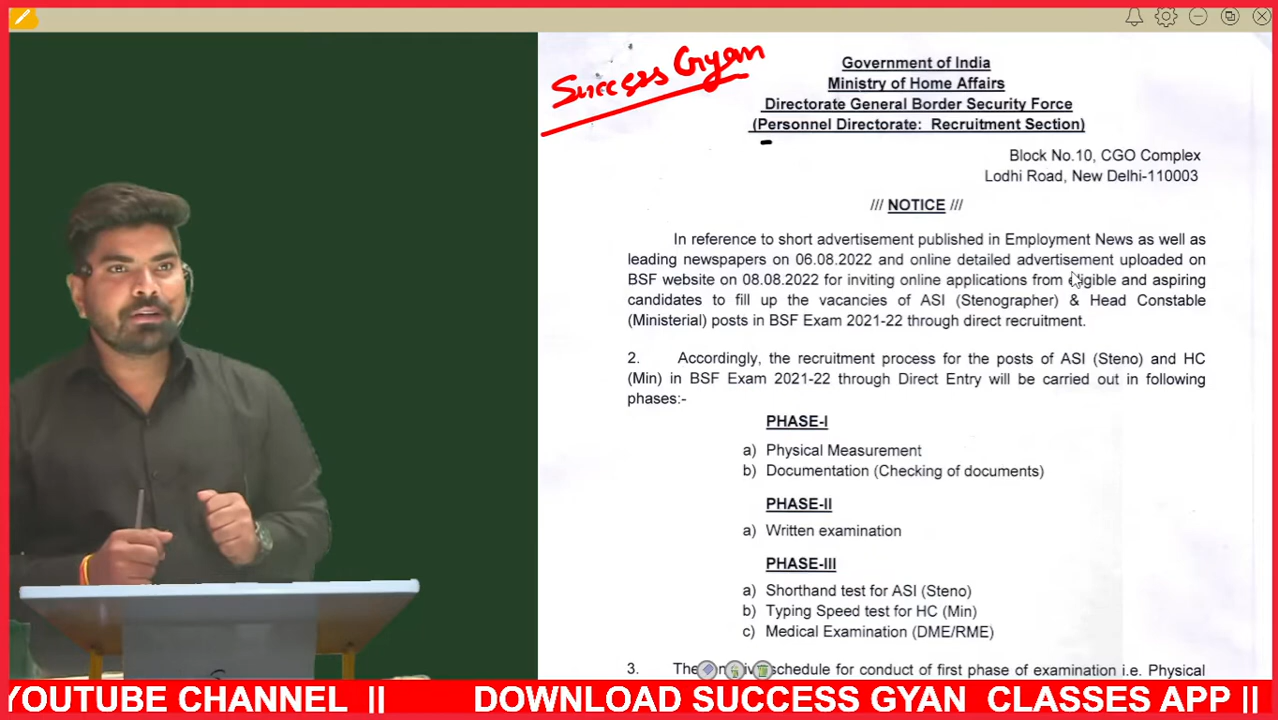 Success Gyan
Government of India
Ministry of Home Affairs
Directorate General Border Security Force
(Personnel Directorate: Recruitment Section)
Block No.10, CGO Complex
Lodhi Road, New Delhi-110003
/// NOTICE ///
In reference to short advertisement published in Employment News as well as
leading newspapers on 06.08.2022 and online detailed advertisement uploaded on
BSF website on 08.08.2022 for inviting online applications from eligible and aspiring
candidates to fill up the vacancies of ASI (Stenographer) & Head Constable
(Ministerial) posts in BSF Exam 2021-22 through direct recruitment.
2. Accordingly, the recruitment process for the posts of ASI (Steno) and HC
(Min) in BSF Exam 2021-22 through Direct Entry will be carried out in following
phases:-
PHASE-I
a) Physical Measurement
b) Documentation (Checking of documents)
PHASE-II
a) Written examination
PHASE-III
a) Shorthand test for ASI (Steno)
b) Typing Speed test for HC (Min)
c) Medical Examination (DME/RME)
3. The schedule for conduct of first phase of examination i.e. Physical
YOUTUBE CHANNEL || DOWNLOAD SUCCESS GYAN CLASSES APP ||